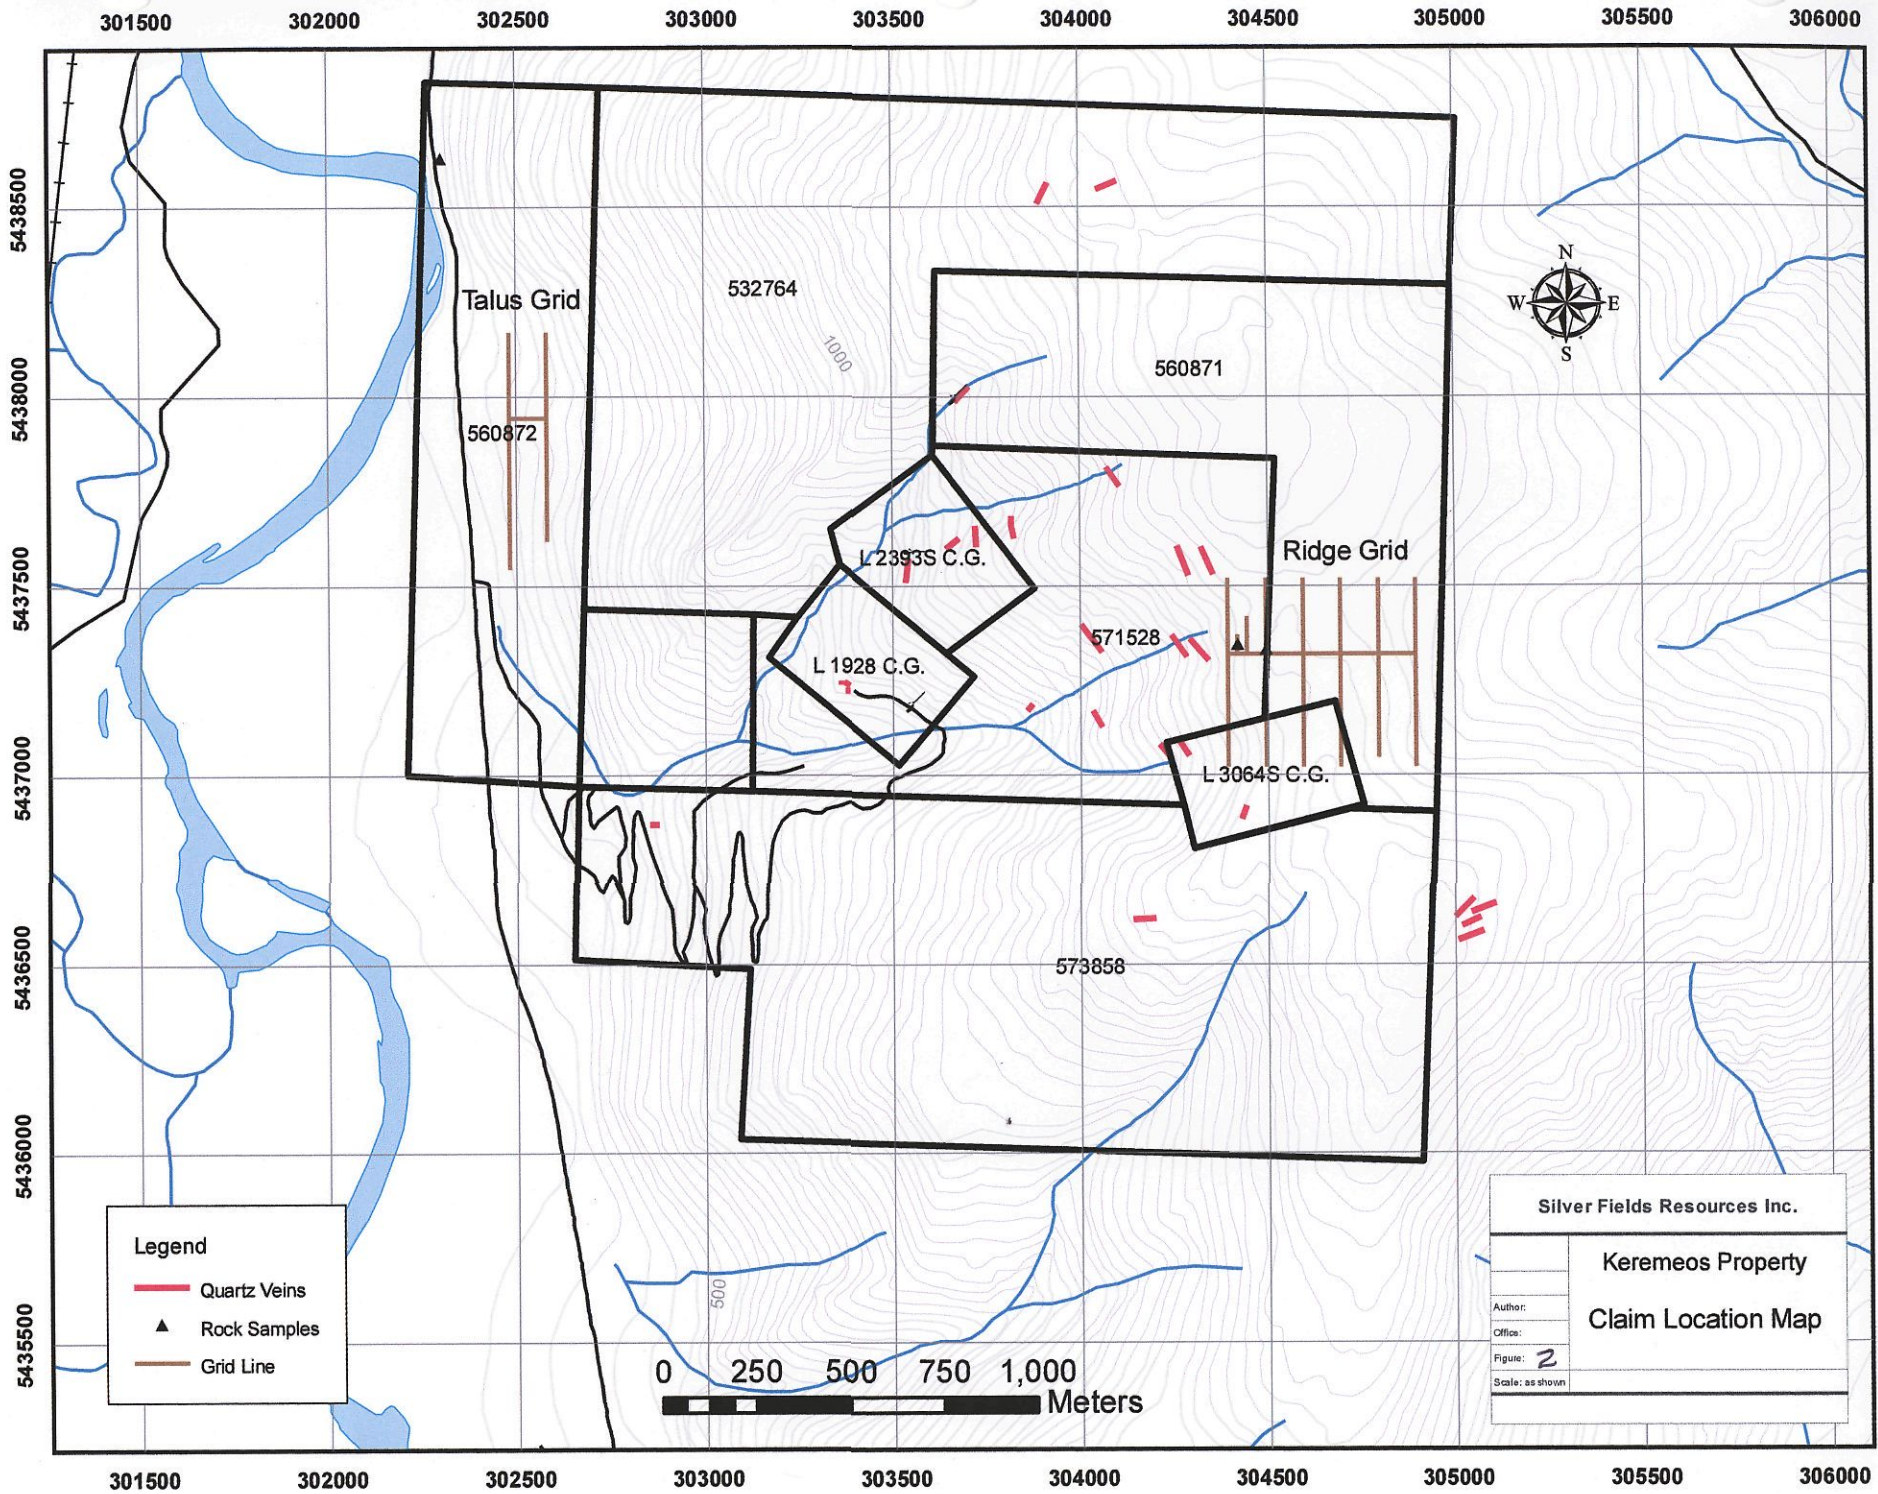 301500 302000 302500 303000 303500 304000 304500 305000 305500 306000
5438500
5438000
5437500
5437000
5436500
5436000
5435500
N
W E
S
532764
Talus Grid
1000
560871
560872
Ridge Grid
L 2393S C.G.
571528
L 1928 C.G.
L 3064S C.G.
573858
500
Legend
Quartz Veins
Rock Samples
Grid Line
0 250 500 750 1,000
Meters
Silver Fields Resources Inc.
Keremeos Property
Claim Location Map
Author:
Office:
Figure: 2
Scale: as shown
301500 302000 302500 303000 303500 304000 304500 305000 305500 306000